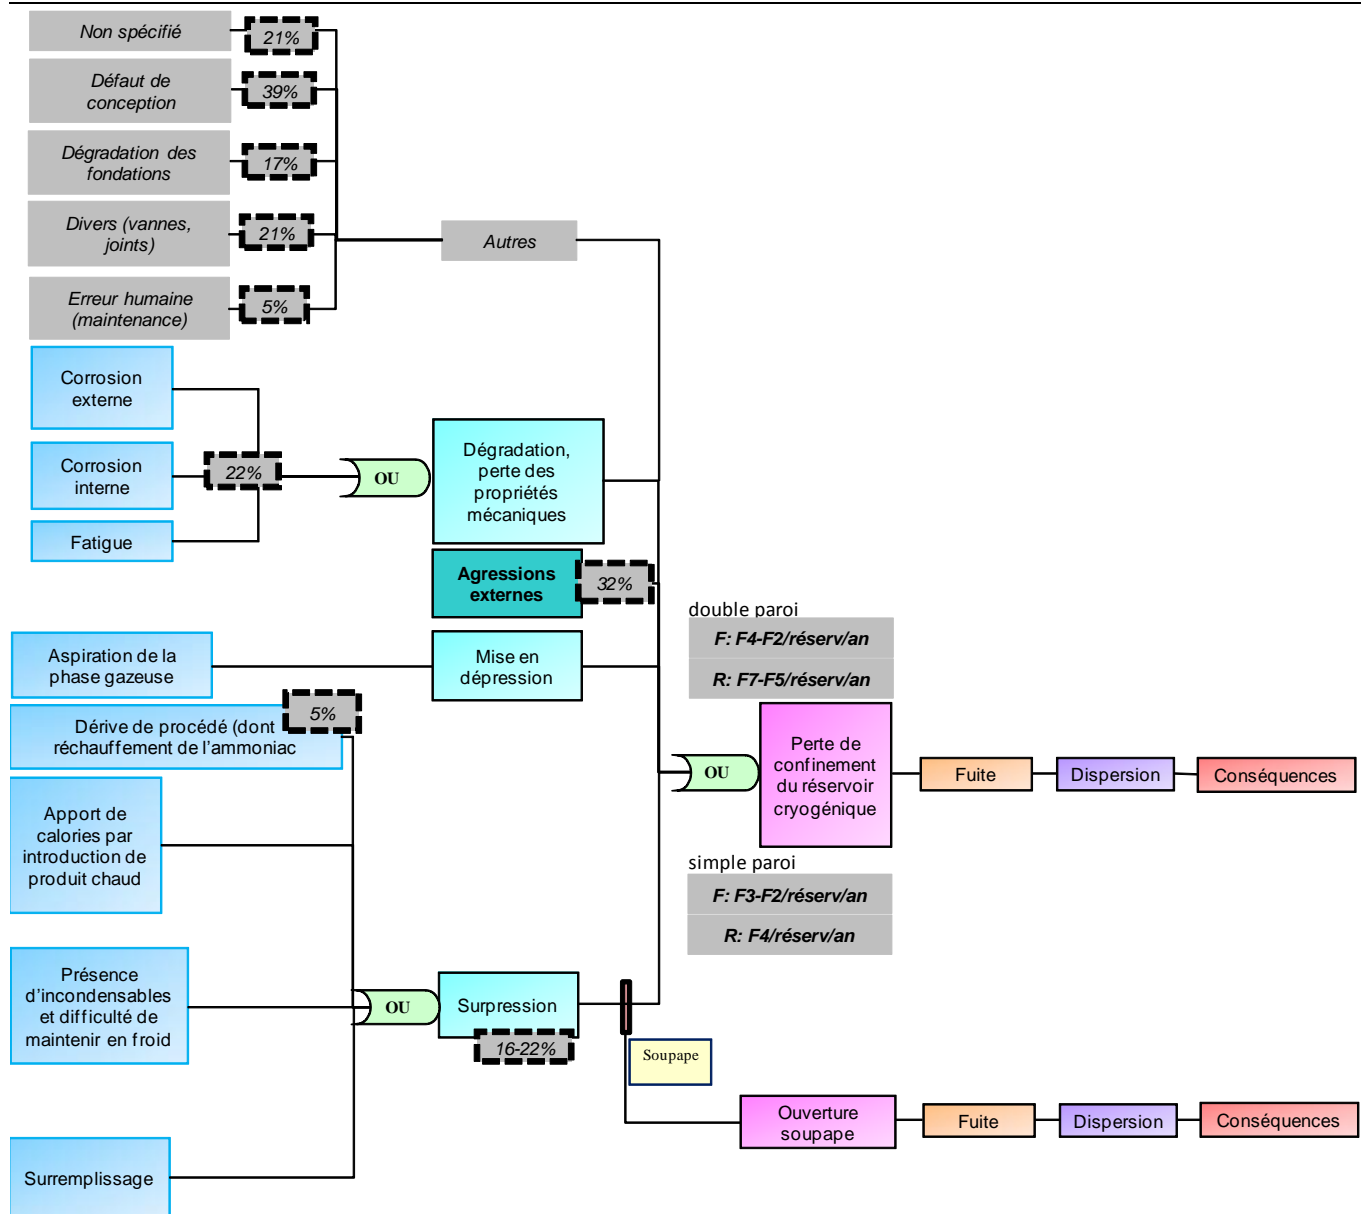 Non spécifié
21%
Défaut de
conception
39%
Dégradation des
fondations
17%
Divers (vannes,
joints)
21%
Autres
Erreur humaine
(maintenance)
5%
Corrosion
externe
Corrosion
interne
22%
Fatigue
OU
Dégradation,
perte des
propriétés
mécaniques
Agressions
externes
32%
Aspiration de la
phase gazeuse
Mise en
dépression
double paroi
F: F4-F2/réserv/an
R: F7-F5/réserv/an
5%
Dérive de procédé (dont
réchauffement de l'ammoniac
OU
Perte de
confinement
du réservoir
cryogénique
Fuite
Dispersion
Conséquences
Apport de
calories par
introduction de
produit chaud
simple paroi
F: F3-F2/réserv/an
R: F4/réserv/an
Présence
d'incondensables
et difficulté de
maintenir en froid
OU
Surpression
16-22%
Soupape
Ouverture
soupape
Fuite
Dispersion
Conséquences
Surremplissage